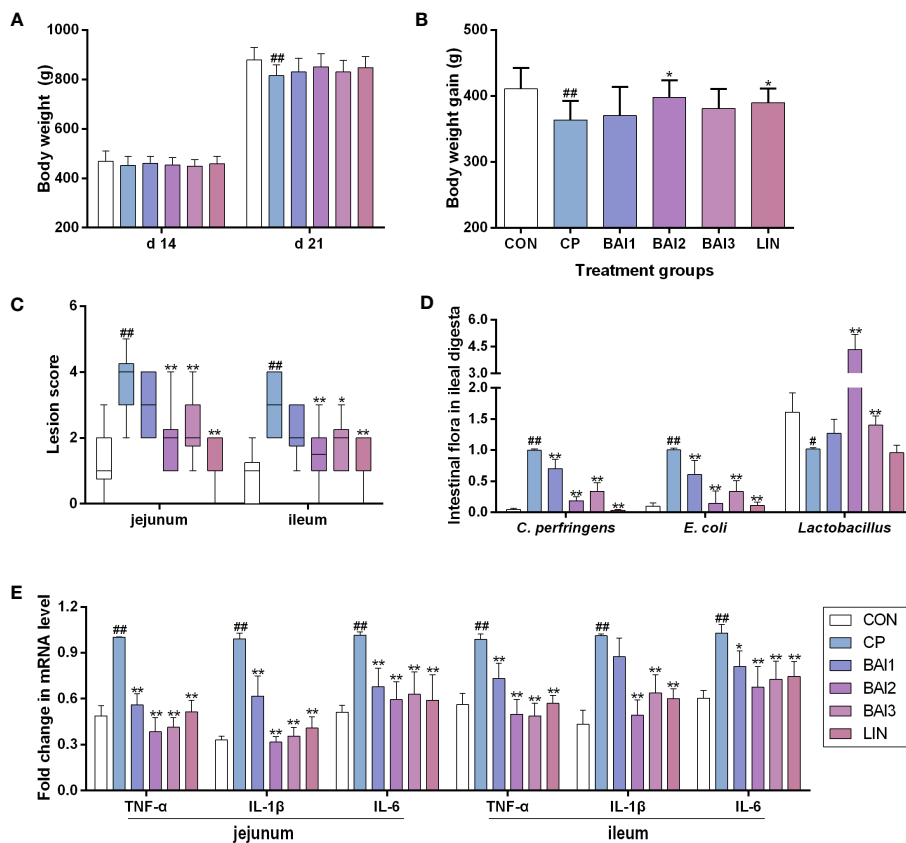 A
Body weight (g)
1000
800
600
400
200
##
d 14
d 21
B
Body weight gain (g)
500
400
300
200
##
*
*
CON
CP
BAI1
BAI2
BAI3
LIN
Treatment groups
C
Lesion score
6
4
2
0
##
**
**
**
##
**
*
**
jejunum
ileum
D
Intestinal flora in ileal digesta
6.0
4.5
3.0
2.0
1.5
1.0
0.5
0.0
##
**
**
**
**
##
**
**
**
**
#
**
**
C. perfringens
E. coli
Lactobacillus
E
Fold change in mRNA level
1.2
0.9
0.6
0.3
0.0
##
**
**
**
**
##
**
**
**
**
##
**
**
**
**
##
**
**
**
**
##
**
**
**
##
*
**
**
**
TNF-α
IL-1β
IL-6
TNF-α
IL-1β
IL-6
jejunum
ileum
CON
CP
BAI1
BAI2
BAI3
LIN